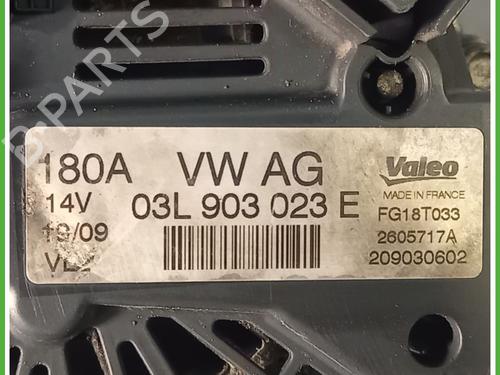 B-PARTS
180A VW AG Valeo
14V 03L 903 023 E MADE IN FRANCE
FG18T033
2605717A
209030602